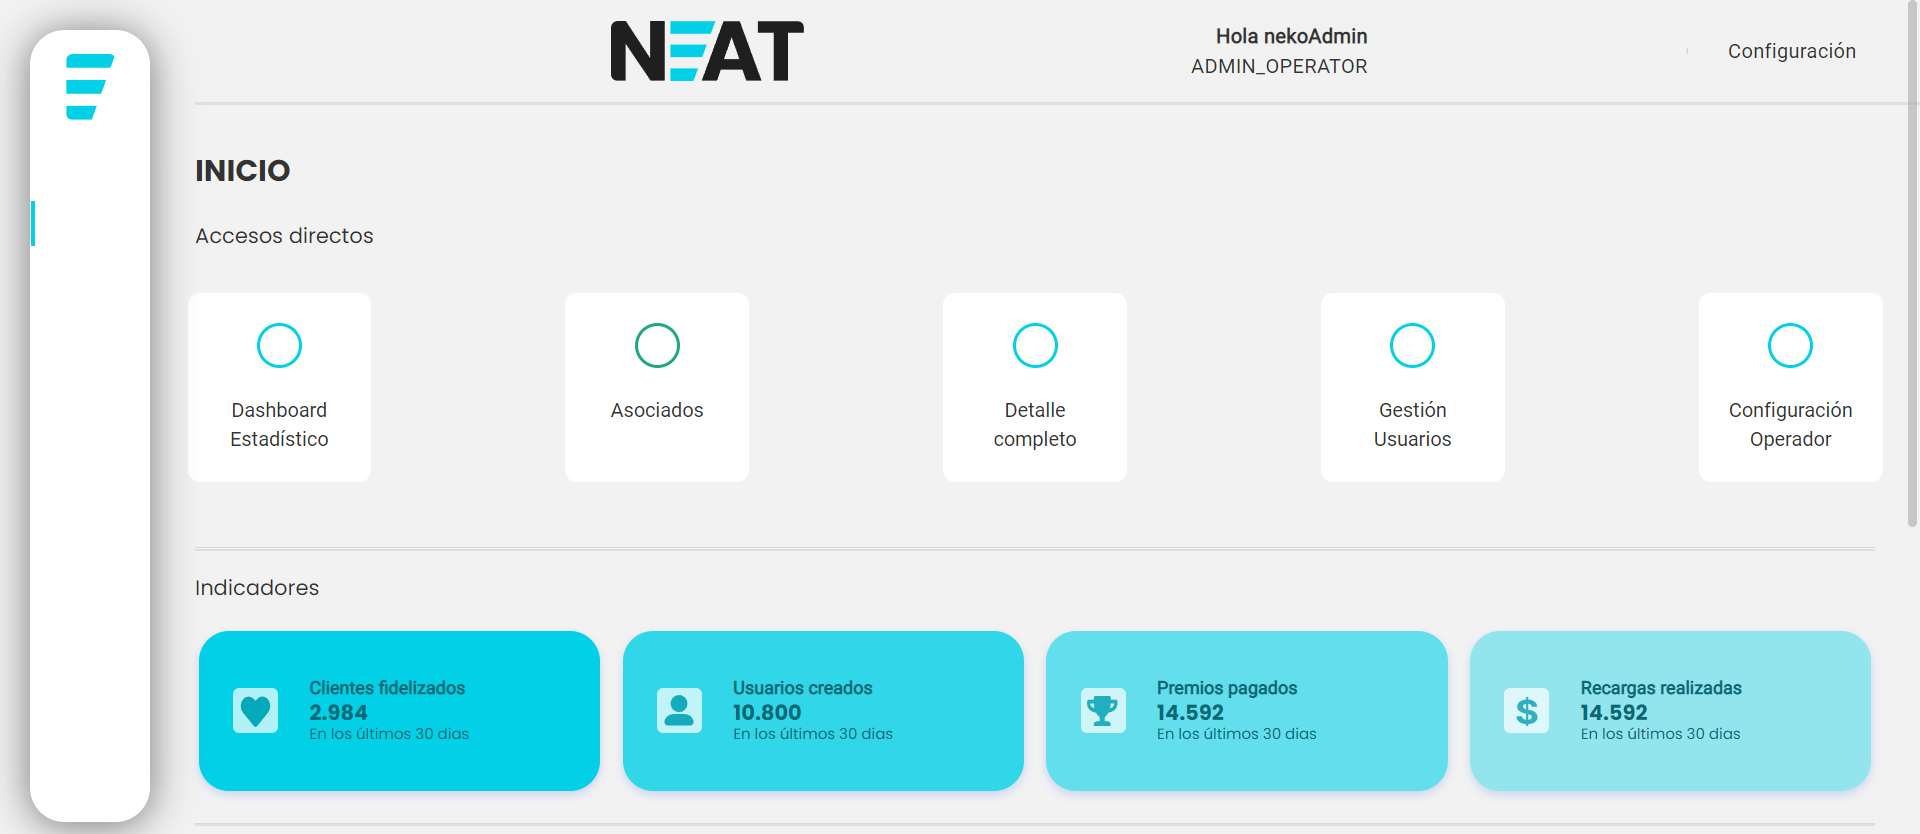 NEAT
Hola nekoAdmin
ADMIN_OPERATOR
Configuración
INICIO
Accesos directos
Dashboard
Estadístico
Asociados
Detalle
completo
Gestión
Usuarios
Configuración
Operador
Indicadores
Clientes fidelizados
2.984
En los últimos 30 dias
Usuarios creados
10.800
En los últimos 30 dias
Premios pagados
14.592
En los últimos 30 dias
Recargas realizadas
14.592
En los últimos 30 dias